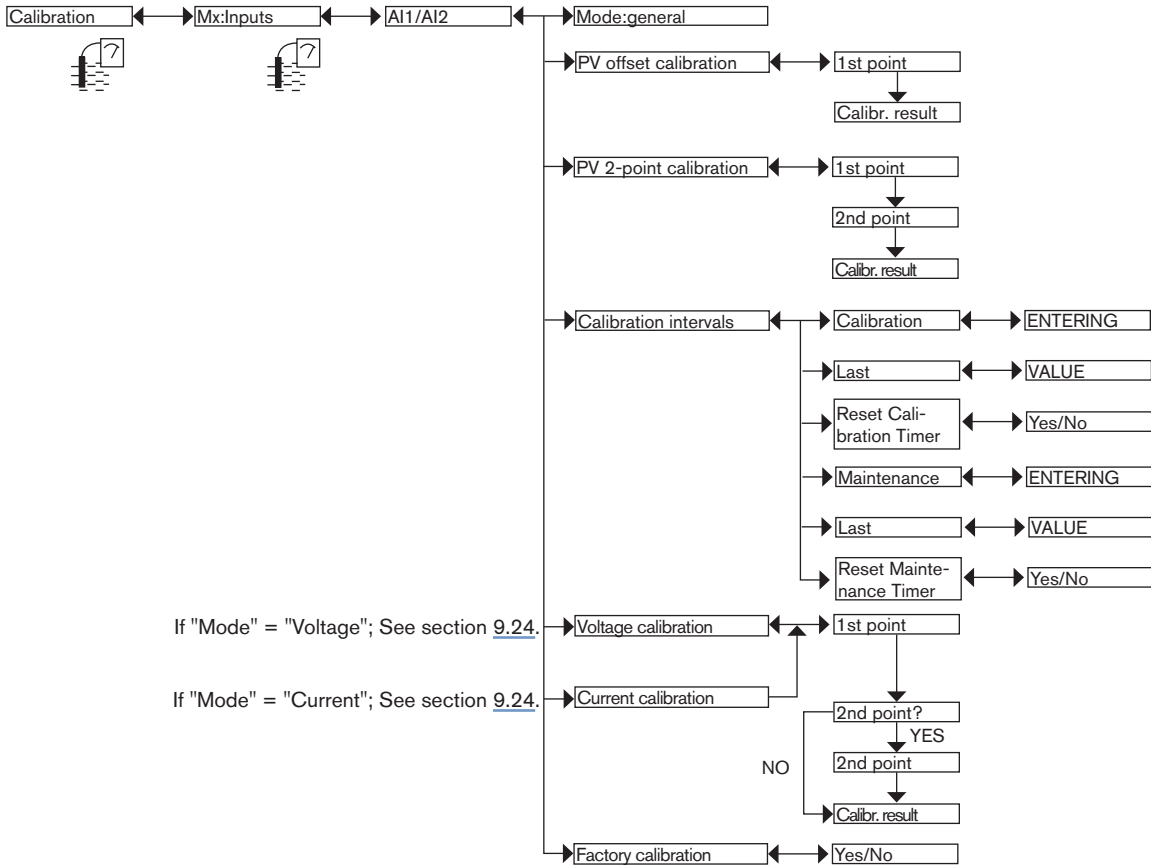 Calibration
Mx:Inputs
AI1/AI2
Mode:general
PV offset calibration
1st point
Calibr. result
PV 2-point calibration
1st point
2nd point
Calibr. result
Calibration intervals
Calibration
ENTERING
Last
VALUE
Reset Cali-
bration Timer
Yes/No
Maintenance
ENTERING
Last
VALUE
Reset Mainte-
nance Timer
Yes/No
If "Mode" = "Voltage"; See section 9.24.
Voltage calibration
1st point
If "Mode" = "Current"; See section 9.24.
Current calibration
2nd point?
YES
NO
2nd point
Calibr. result
Factory calibration
Yes/No